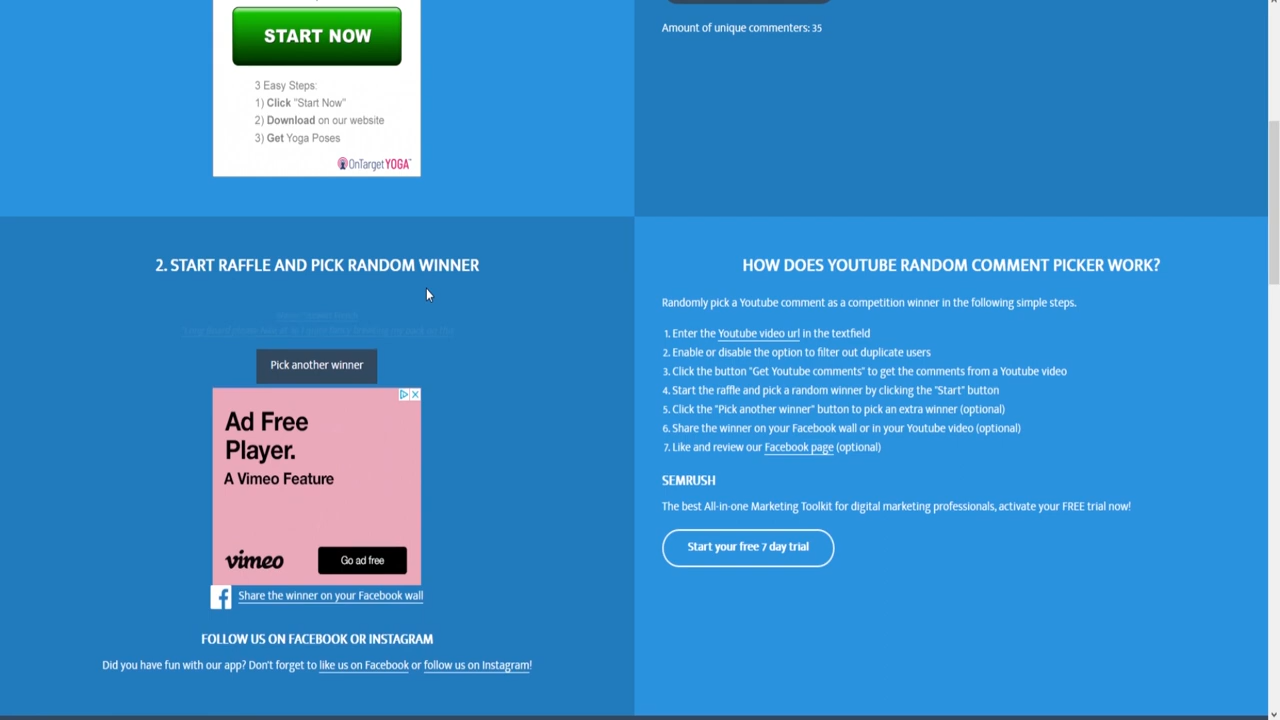 START NOW
3 Easy Steps:
1) Click "Start Now"
2) Download on our website
3) Get Yoga Poses
OnTargetYOGA
Amount of unique commenters: 35
2. START RAFFLE AND PICK RANDOM WINNER
Pick another winner
Ad Free
Player.
A Vimeo Feature
vimeo
Go ad free
Share the winner on your Facebook wall
FOLLOW US ON FACEBOOK OR INSTAGRAM
Did you have fun with our app? Don't forget to like us on Facebook or follow us on Instagram!
HOW DOES YOUTUBE RANDOM COMMENT PICKER WORK?
Randomly pick a Youtube comment as a competition winner in the following simple steps.
1. Enter the Youtube video url in the textfield
2. Enable or disable the option to filter out duplicate users
3. Click the button "Get Youtube comments" to get the comments from a Youtube video
4. Start the raffle and pick a random winner by clicking the "Start" button
5. Click the "Pick another winner" button to pick an extra winner (optional)
6. Share the winner on your Facebook wall or in your Youtube video (optional)
7. Like and review our Facebook page (optional)
SEMRUSH
The best All-in-one Marketing Toolkit for digital marketing professionals, activate your FREE trial now!
Start your free 7 day trial